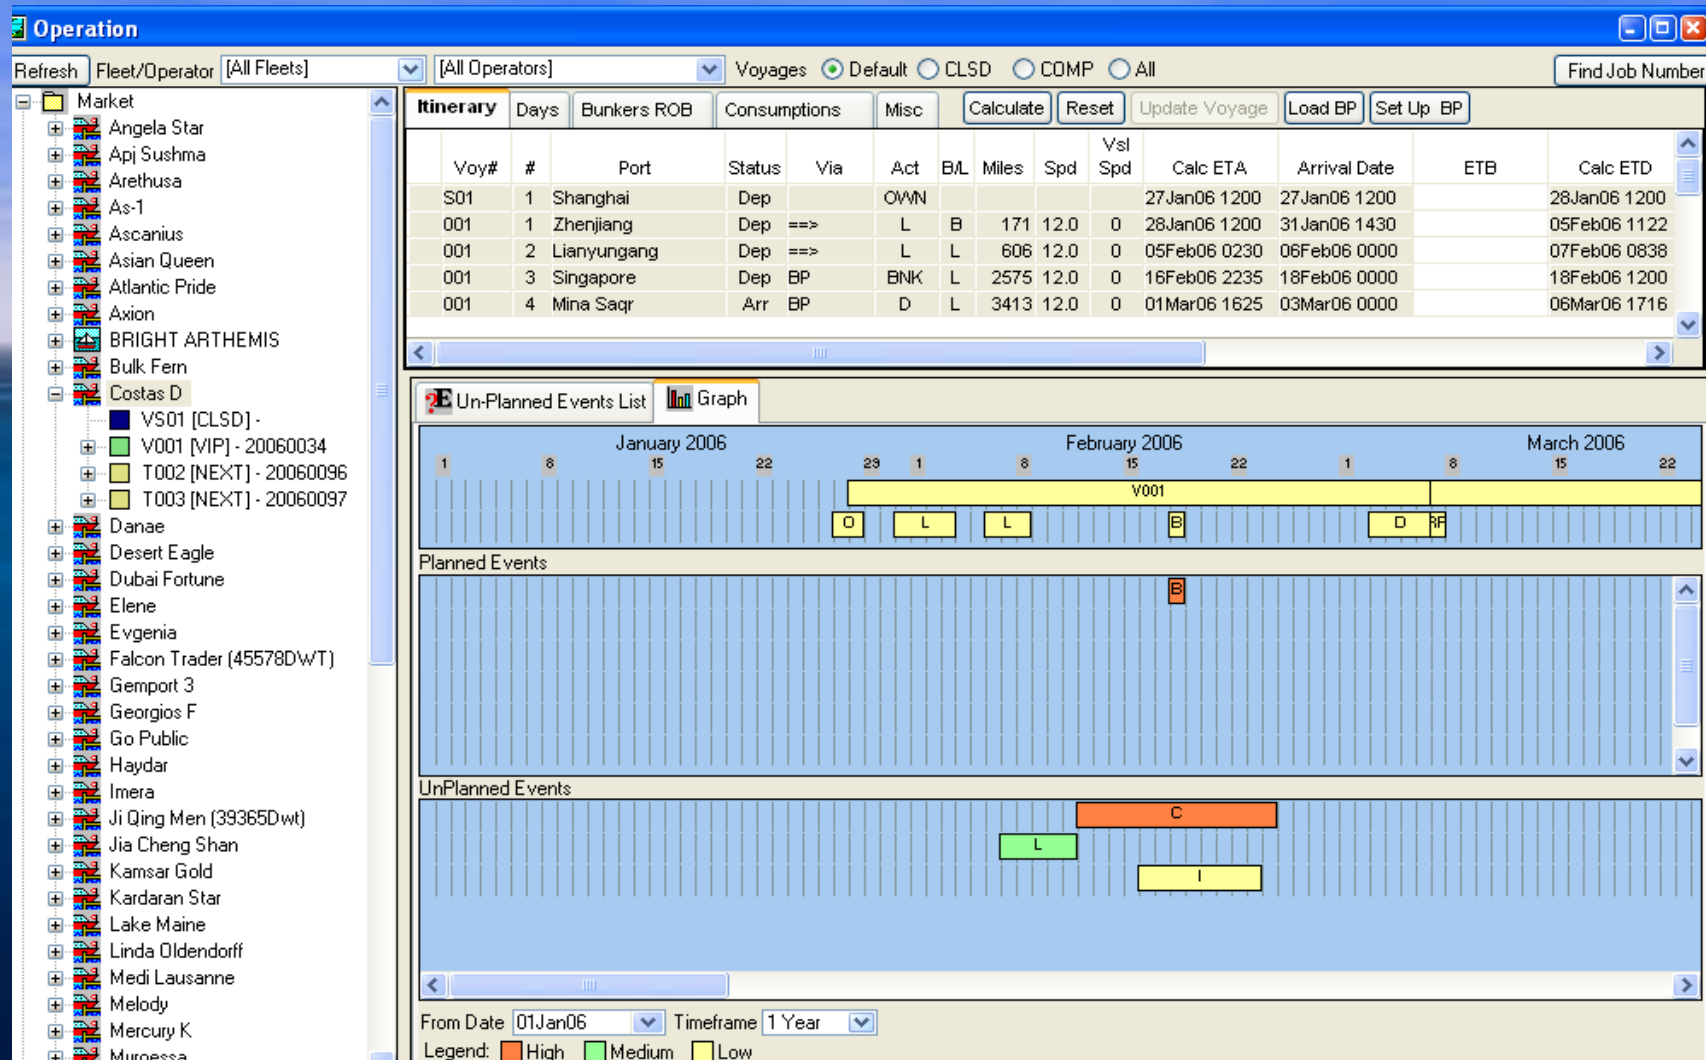 Operation
Refresh Fleet/Operator [All Fleets] [All Operators] Voyages Default CLSD COMP All Find Job Number
Market
Angela Star
Apj Sushma
Arethusa
As-1
Ascanius
Asian Queen
Atlantic Pride
Axion
BRIGHT ARTHEMIS
Bulk Fern
Costas D
VS01 [CLSD] -
V001 [VIP] - 20060034
T002 [NEXT] - 20060096
T003 [NEXT] - 20060097
Danae
Desert Eagle
Dubai Fortune
Elene
Evgenia
Falcon Trader (45578DWT)
Gemport 3
Georgios F
Go Public
Haydar
Imera
Ji Qing Men (39365Dwt)
Jia Cheng Shan
Kamsar Gold
Kardaran Star
Lake Maine
Linda Oldendorff
Medi Lausanne
Melody
Mercury K
Itinerary Days Bunkers ROB Consumptions Misc Calculate Reset Update Voyage Load BP Set Up BP
Voy# # Port Status Via Act B/L Miles Spd Vsl Spd Calc ETA Arrival Date ETB Calc ETD
S01 1 Shanghai Dep OWN 27Jan06 1200 27Jan06 1200 28Jan06 1200
001 1 Zhenjiang Dep ==> L B 171 12.0 0 28Jan06 1200 31Jan06 1430 05Feb06 1122
001 2 Lianyungang Dep ==> L L 606 12.0 0 05Feb06 0230 06Feb06 0000 07Feb06 0838
001 3 Singapore Dep BP BNK L 2575 12.0 0 16Feb06 2235 18Feb06 0000 18Feb06 1200
001 4 Mina Saqr Arr BP D L 3413 12.0 0 01Mar06 1625 03Mar06 0000 06Mar06 1716
?E Un-Planned Events List Graph
January 2006 February 2006 March 2006
1 8 15 22 29 1 8 15 22 1 8 15 22
V001
O L L B D RF
Planned Events
B
UnPlanned Events
C
L
I
From Date 01Jan06 Timeframe 1 Year
Legend: High Medium Low